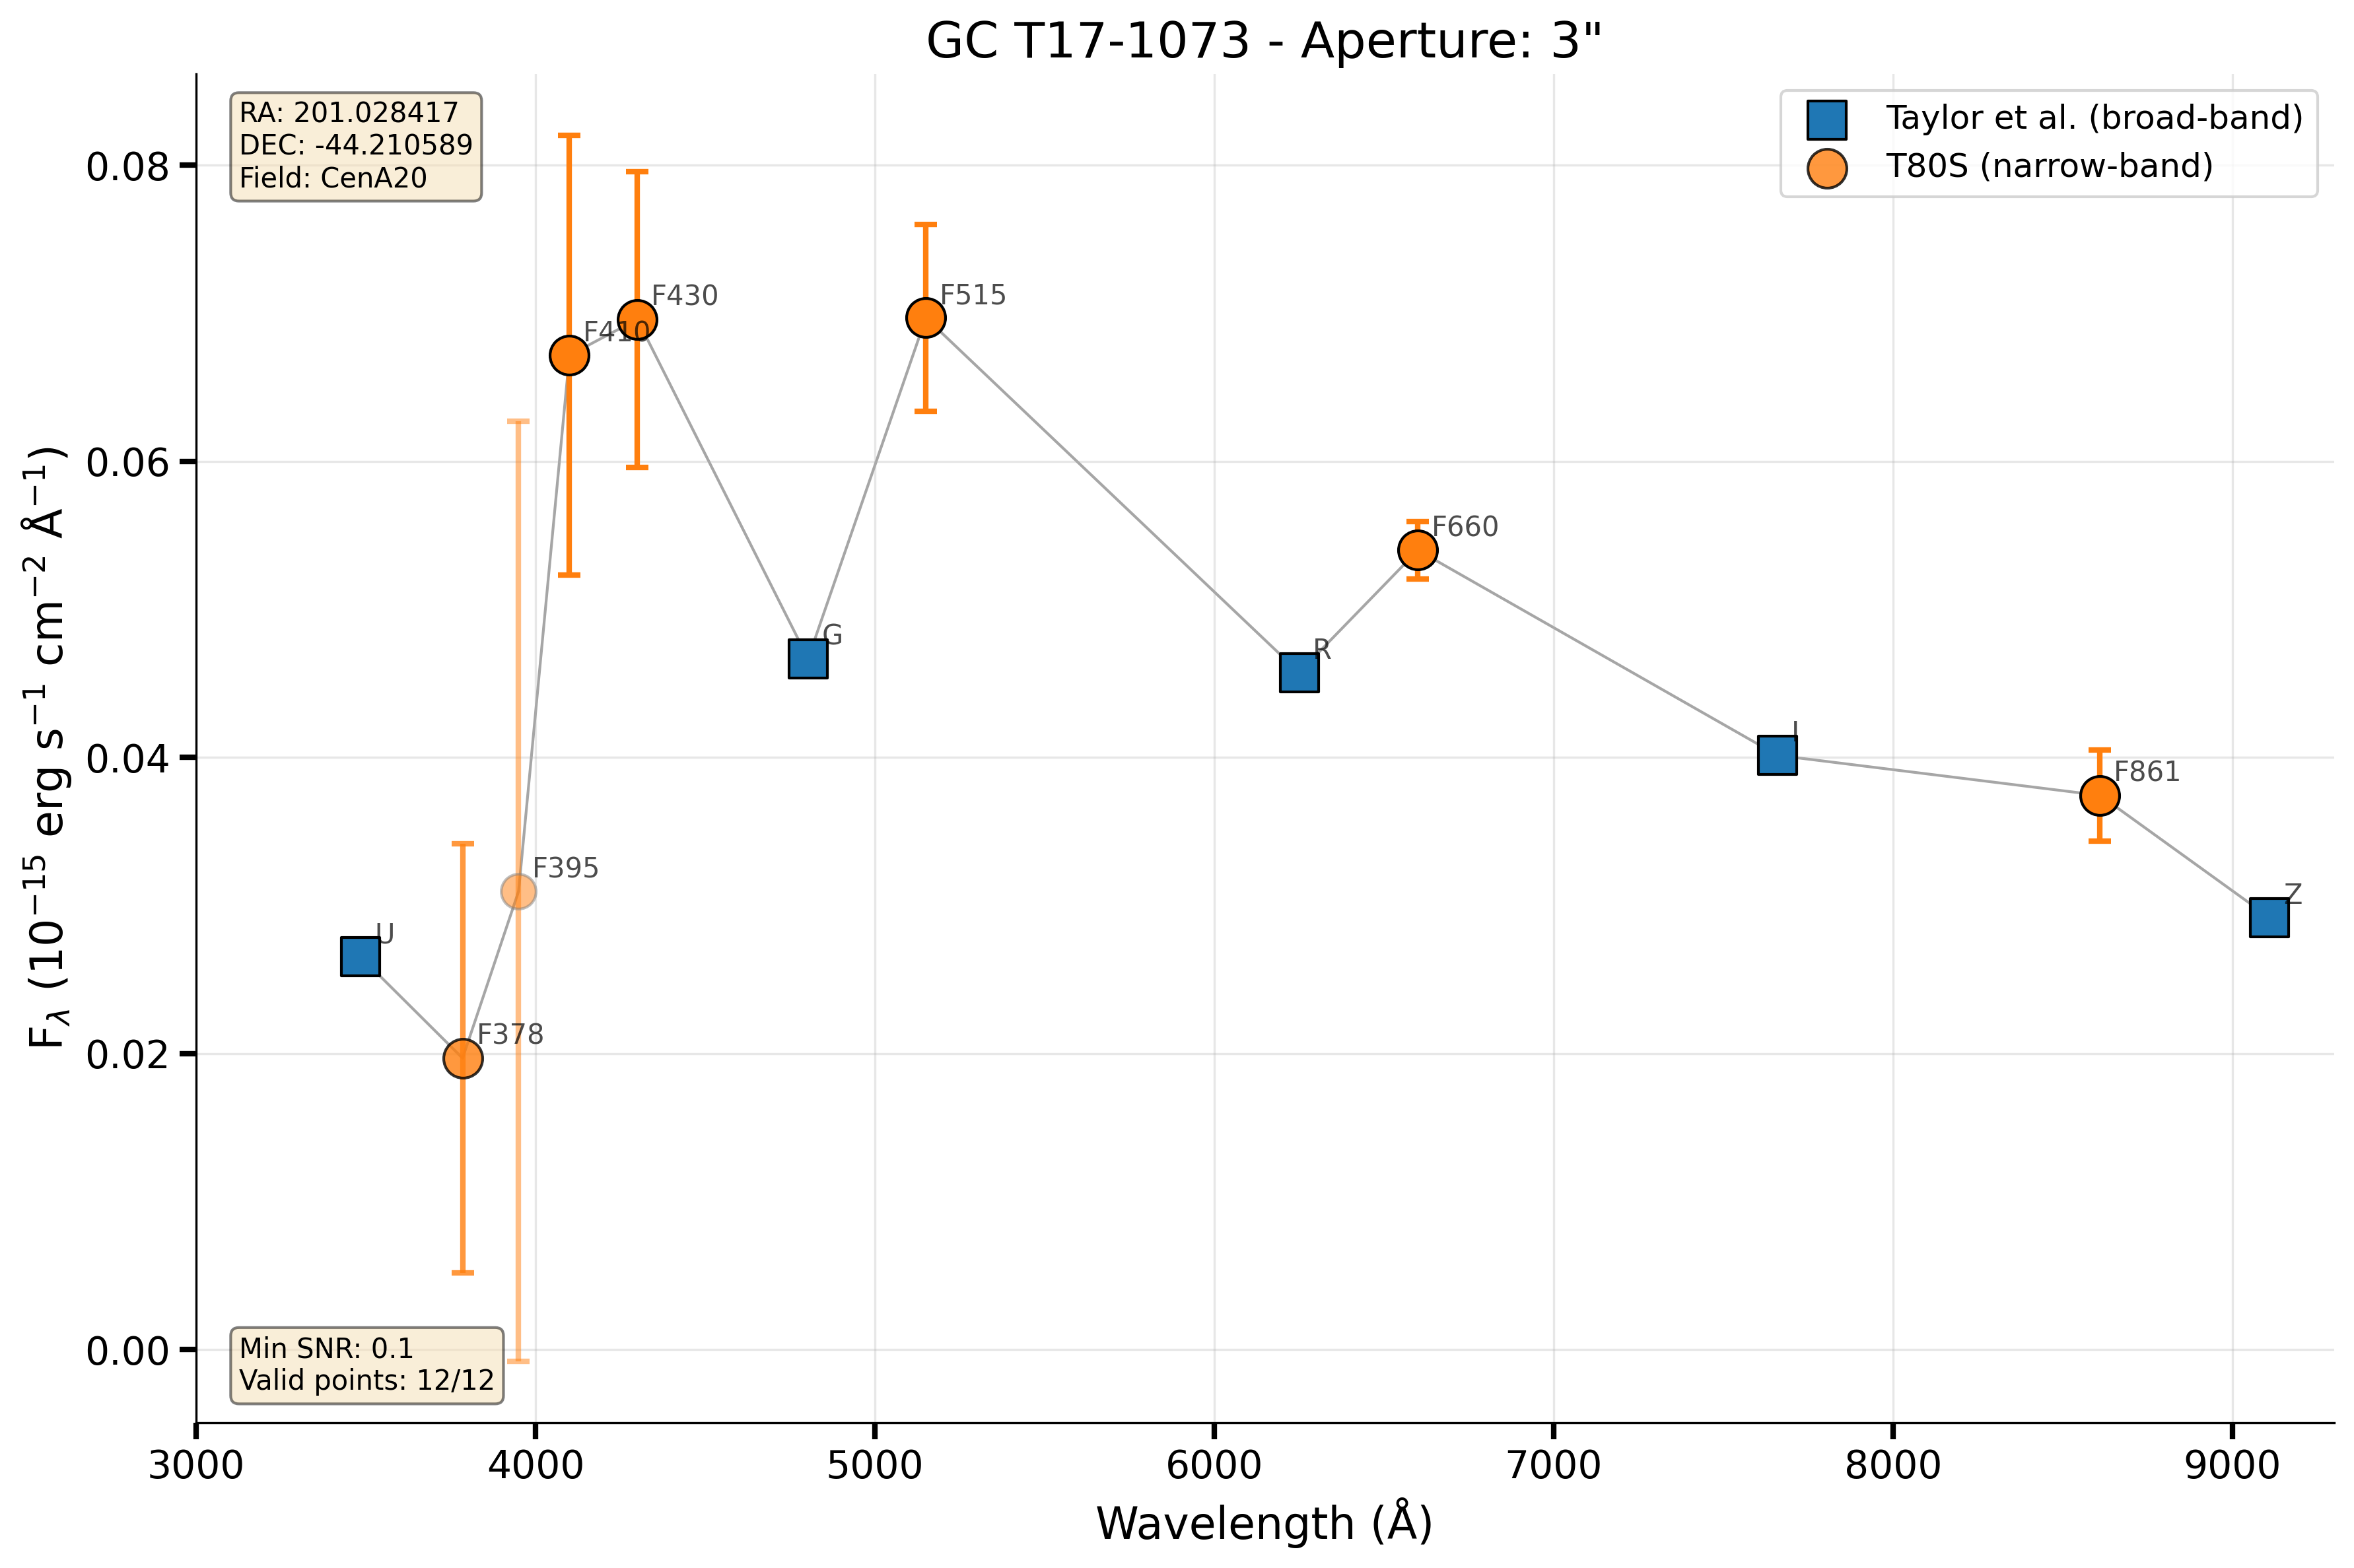 GC T17-1073 - Aperture: 3"
RA: 201.028417
DEC: -44.210589
Field: CenA20
Taylor et al. (broad-band)
T80S (narrow-band)
F_λ (10⁻¹⁵ erg s⁻¹ cm⁻² Å⁻¹)
0.08
0.06
0.04
0.02
0.00
U
F378
F395
F410
F430
G
F515
R
F660
I
F861
Z
Min SNR: 0.1
Valid points: 12/12
3000 4000 5000 6000 7000 8000 9000
Wavelength (Å)